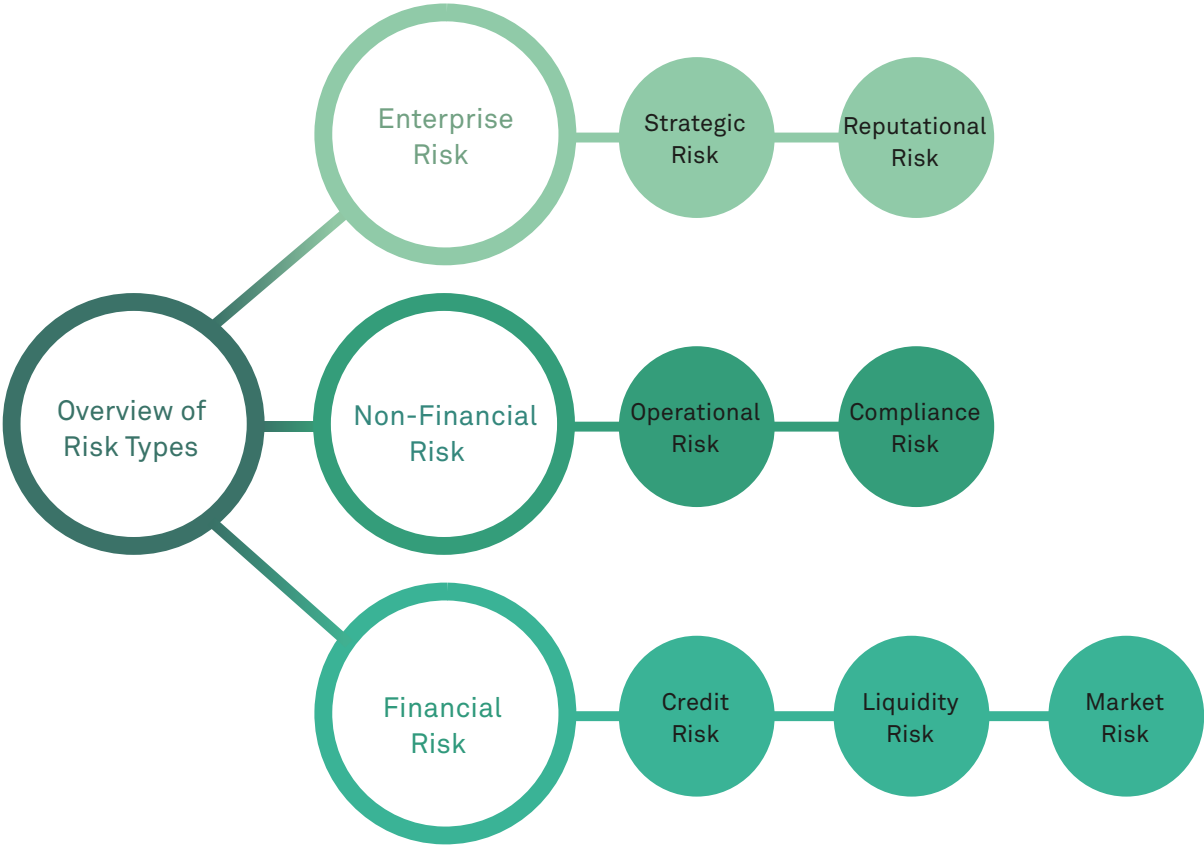 Enterprise
Risk
Strategic
Risk
Reputational
Risk
Overview of
Risk Types
Non-Financial
Risk
Operational
Risk
Compliance
Risk
Financial
Risk
Credit
Risk
Liquidity
Risk
Market
Risk